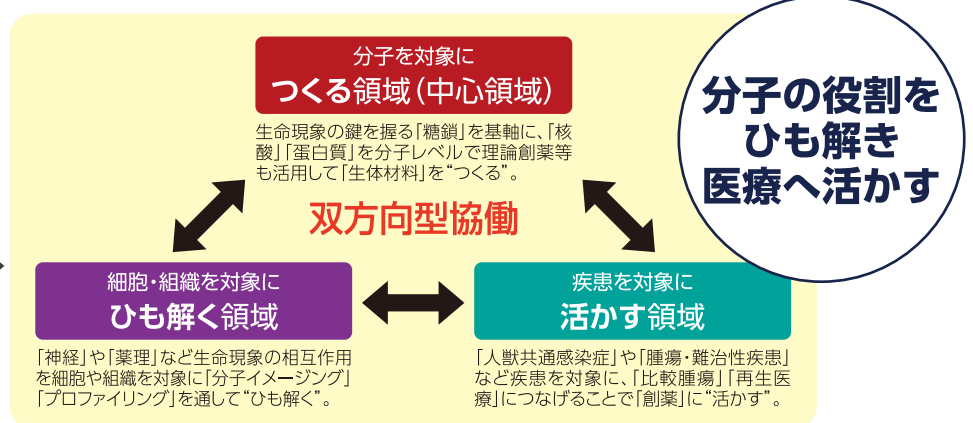 分子を対象に
つくる領域（中心領域）
生命現象の鍵を握る「糖鎖」を基軸に、「核
酸」「蛋白質」を分子レベルで理論創薬等
も活用して「生体材料」を“つくる”。
分子の役割を
ひも解き
医療へ活かす
双方向型協働
細胞・組織を対象に
ひも解く領域
「神経」や「薬理」など生命現象の相互作用
を細胞や組織を対象に「分子イメージング」
「プロファイリング」を通して“ひも解く”。
疾患を対象に
活かす領域
「人獣共通感染症」や「腫瘍・難治性疾患」
など疾患を対象に、「比較腫瘍」「再生医
療」につなげることで「創薬」に“活かす”。